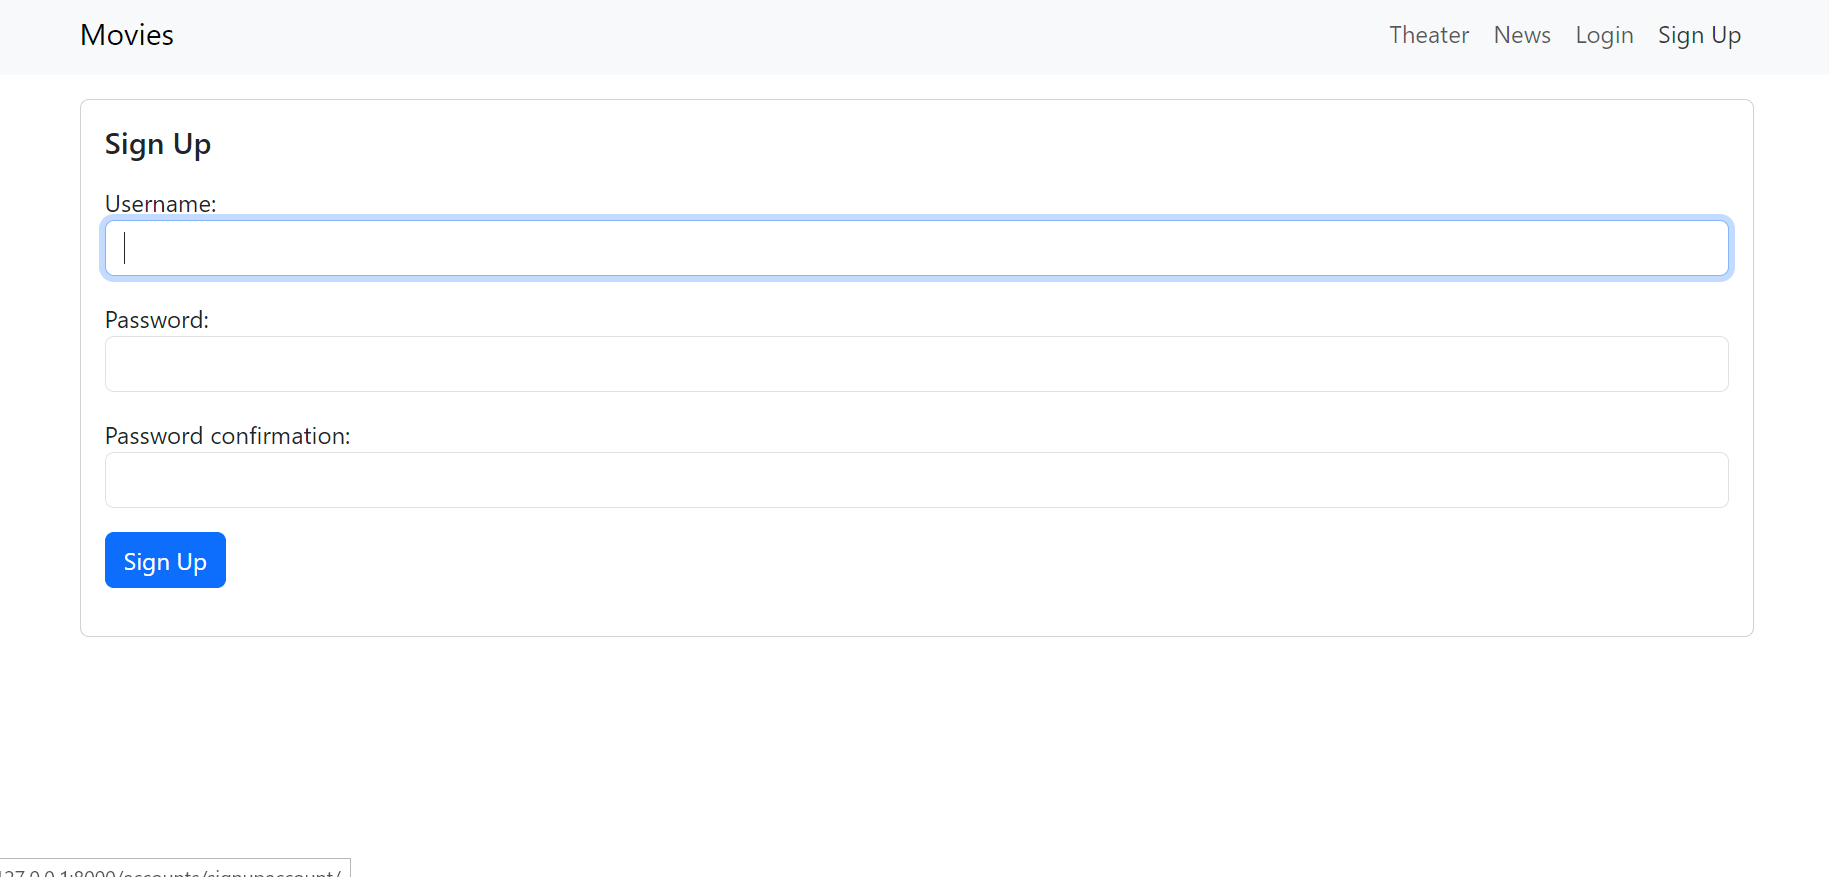 Movies
Theater News Login Sign Up
Sign Up
Username:
Password:
Password confirmation:
Sign Up
127.0.0.1:8000/accounts/signupaccount/